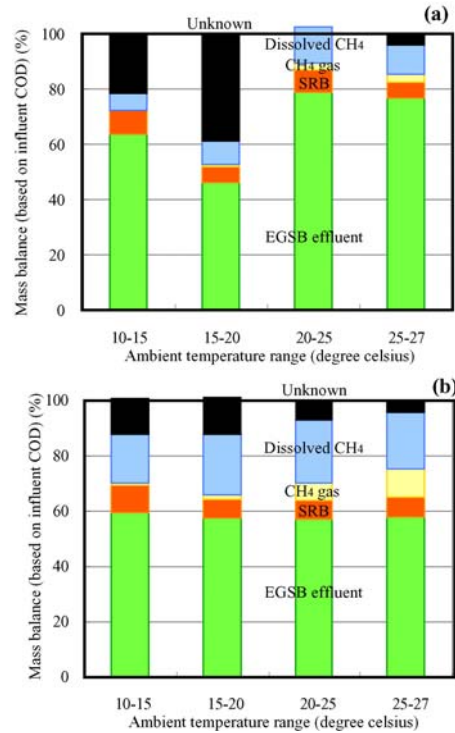 Unknown
(a)
Mass balance (based on influent COD) (%)
100
80
60
40
20
0
Dissolved CH4
CH4 gas
SRB
EGSB effluent
10-15 15-20 20-25 25-27
Ambient temperature range (degree celsius)
Unknown
(b)
Mass balance (based on influent COD) (%)
100
80
60
40
20
0
Dissolved CH4
CH4 gas
SRB
EGSB effluent
10-15 15-20 20-25 25-27
Ambient temperature range (degree celsius)